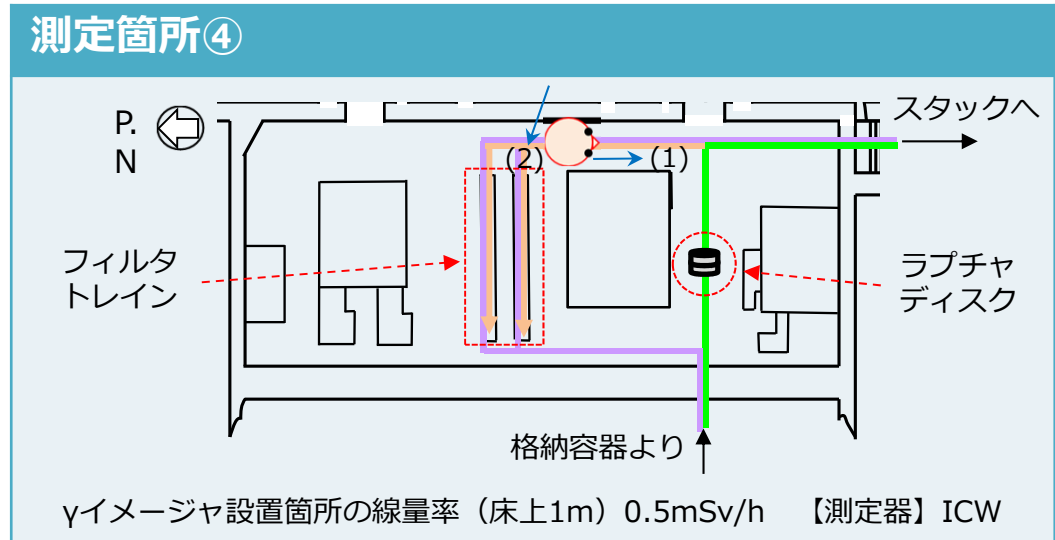 測定箇所④
スタックへ
P.
N
(2)
(1)
フィルタ
トレイン
ラプチャ
ディスク
格納容器より
γイメージャ設置箇所の線量率（床上1m）0.5mSv/h 【測定器】ICW